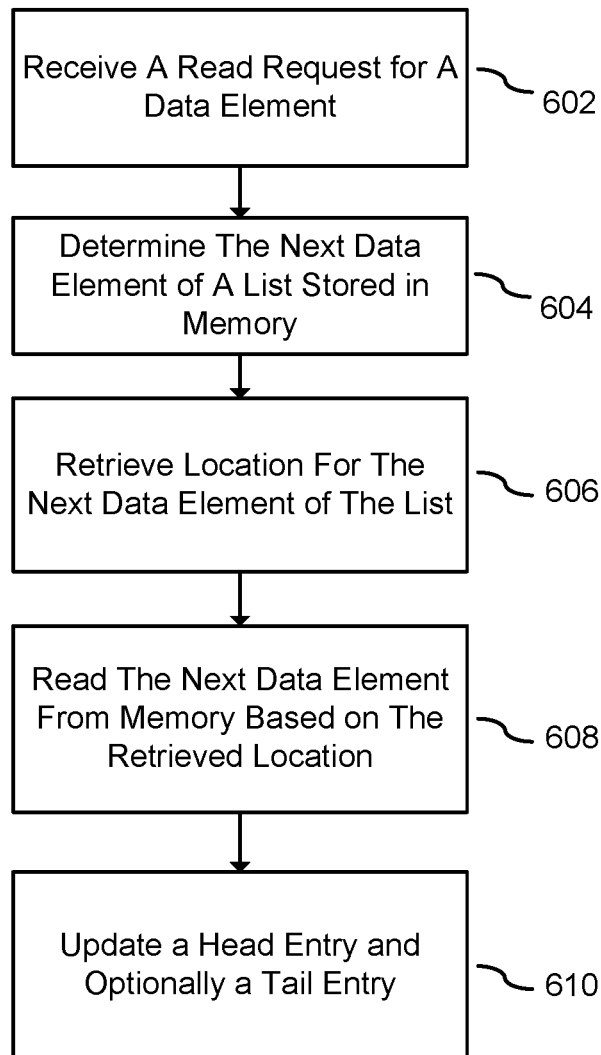 Receive A Read Request for A
Data Element
602
Determine The Next Data
Element of A List Stored in
Memory
604
Retrieve Location For The
Next Data Element of The List
606
Read The Next Data Element
From Memory Based on The
Retrieved Location
608
Update a Head Entry and
Optionally a Tail Entry
610